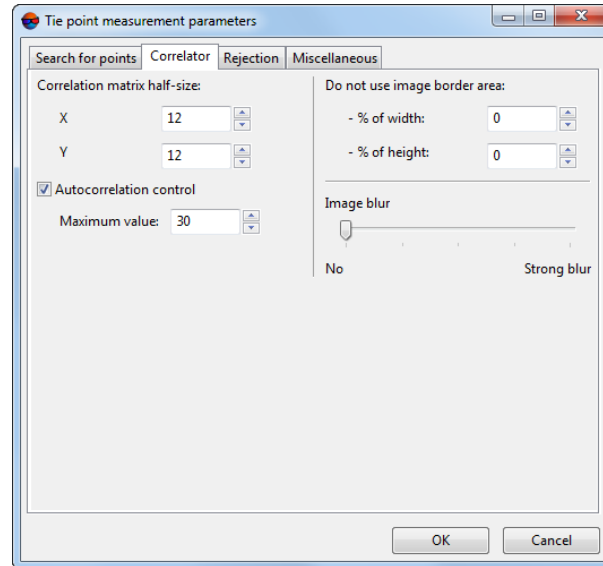 Tie point measurement parameters
Search for points Correlator Rejection Miscellaneous
Correlation matrix half-size:
X 12
Y 12
Autocorrelation control
Maximum value: 30
Do not use image border area:
- % of width: 0
- % of height: 0
Image blur
No Strong blur
OK Cancel